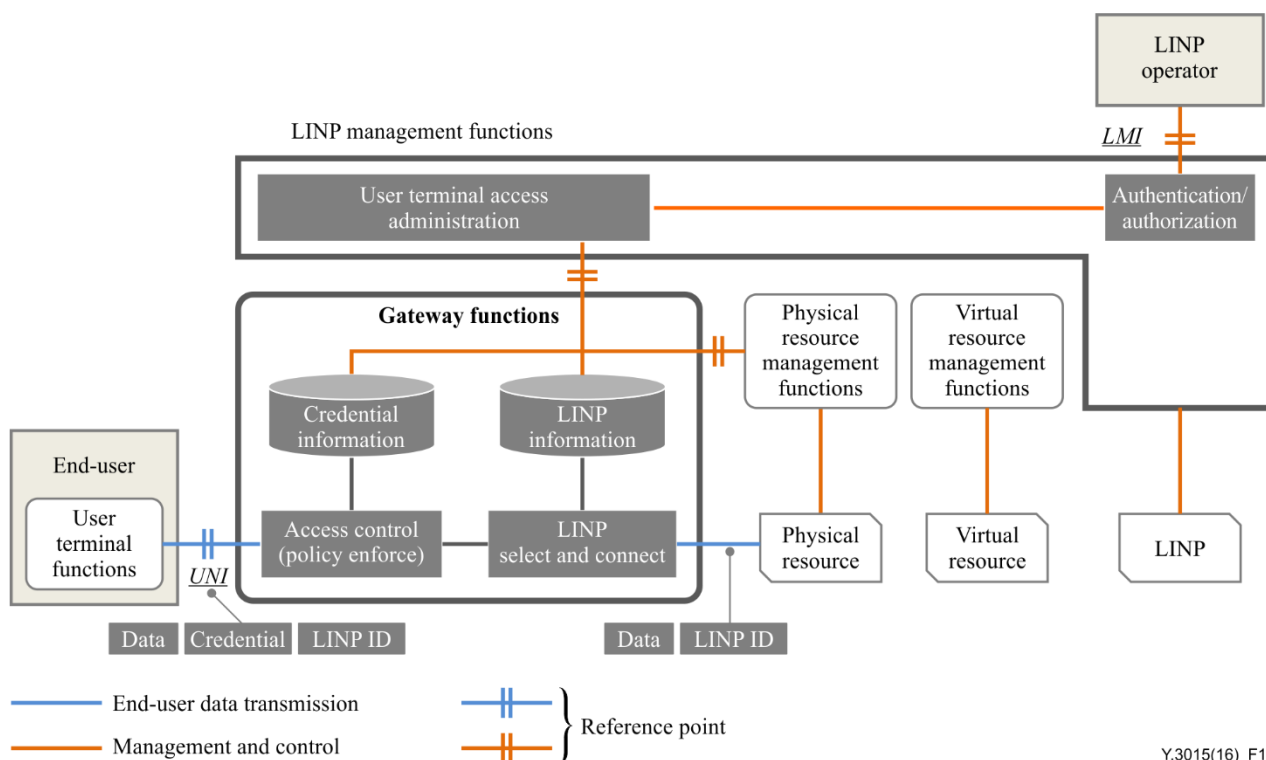 LINP
operator
LINP management functions
LMI
User terminal access
administration
Authentication/
authorization
Gateway functions
Physical
resource
management
functions
Virtual
resource
management
functions
Credential
information
LINP
information
End-user
User
terminal
functions
Access control
(policy enforce)
LINP
select and connect
Physical
resource
Virtual
resource
LINP
UNI
Data
Credential
LINP ID
Data
LINP ID
End-user data transmission
Management and control
Reference point
Y.3015(16)_F1